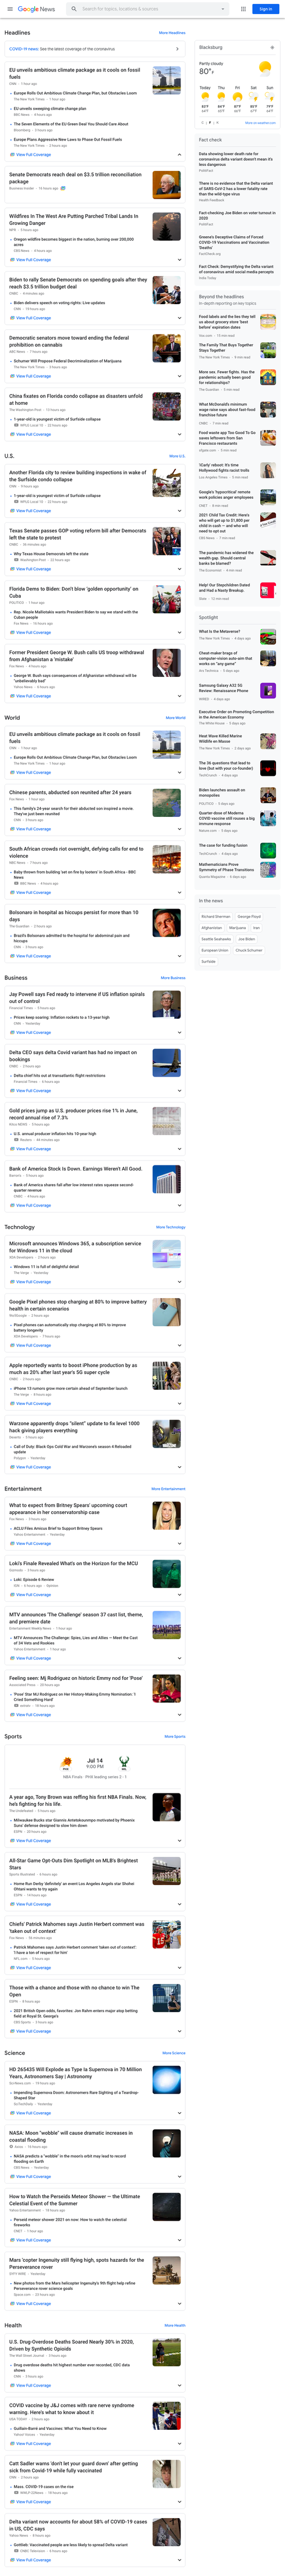 Google News
Search for topics, locations & sources
Sign in
Headlines
More Headlines
COVID-19 news: See the latest coverage of the coronavirus
EU unveils ambitious climate package as it cools on fossil
fuels
CNN · 1 hour ago
Europe Rolls Out Ambitious Climate Change Plan, but Obstacles Loom
The New York Times · 1 hour ago
EU unveils sweeping climate change plan
BBC News · 4 hours ago
The Seven Elements of the EU Green Deal You Should Care About
Bloomberg · 3 hours ago
Europe Plans Aggressive New Laws to Phase Out Fossil Fuels
The New York Times · 2 hours ago
View Full Coverage
Senate Democrats reach deal on $3.5 trillion reconciliation
package
Business Insider · 13 hours ago
Wildfires In The West Are Putting Parched Tribal Lands In
Growing Danger
NPR · 5 hours ago
Oregon wildfire becomes biggest in the nation, burning over 200,000
acres
CBS News · 9 hours ago
View Full Coverage
Biden to rally Senate Democrats on spending goals after they
reach $3.5 trillion budget deal
CNBC · 4 minutes ago
Biden delivers speech on voting rights: Live updates
CNN · 19 hours ago
View Full Coverage
Democratic senators move toward ending the federal
prohibition on cannabis
NBC News · 7 hours ago
Schumer Will Propose Federal Decriminalization of Marijuana
The New York Times · 3 hours ago
View Full Coverage
China fixates on Florida condo collapse as disasters unfold
at home
The Washington Post · 13 hours ago
1-year-old is youngest victim of Surfside collapse
WPLG Local 10 · 22 hours ago
View Full Coverage
U.S.
More U.S.
Another Florida city to review building inspections in wake of
the Surfside condo collapse
CNN · 9 hours ago
1-year-old is youngest victim of Surfside collapse
WPLG Local 10 · 22 hours ago
View Full Coverage
Texas Senate passes GOP voting reform bill after Democrats
left the state to protest
CNBC · 36 minutes ago
Why Texas House Democrats left the state
Washington Post · 22 hours ago
View Full Coverage
Florida Dems to Biden: Don't blow 'golden opportunity' on
Cuba
POLITICO · 1 hour ago
Rep. Nicole Malliotakis wants President Biden to say we stand with the
Cuban people
Fox News · 16 hours ago
View Full Coverage
Former President George W. Bush calls US troop withdrawal
from Afghanistan a 'mistake'
Fox News · 4 hours ago
George W. Bush says consequences of Afghanistan withdrawal will be
"unbelievably bad"
Yahoo News · 6 hours ago
View Full Coverage
World
More World
EU unveils ambitious climate package as it cools on fossil
fuels
CNN · 1 hour ago
Europe Rolls Out Ambitious Climate Change Plan, but Obstacles Loom
The New York Times · 1 hour ago
View Full Coverage
Chinese parents, abducted son reunited after 24 years
Fox News · 1 hour ago
This family's 24-year search for their abducted son inspired a movie.
They've just been reunited
CNN · 3 hours ago
View Full Coverage
South African crowds riot overnight, defying calls for end to
violence
NBC News · 7 hours ago
Baby thrown from building 'set on fire by looters' in South Africa - BBC
News
BBC News · 4 hours ago
View Full Coverage
Bolsonaro in hospital as hiccups persist for more than 10
days
The Guardian · 2 hours ago
Brazil's Bolsonaro admitted to the hospital for abdominal pain and
hiccups
CNN · 3 hours ago
View Full Coverage
Business
More Business
Jay Powell says Fed ready to intervene if US inflation spirals
out of control
Financial Times · 5 hours ago
Prices keep soaring: Inflation rockets to a 13-year high
CNN · Yesterday
View Full Coverage
Delta CEO says delta Covid variant has had no impact on
bookings
CNBC · 2 hours ago
Delta chief hits out at transatlantic flight restrictions
Financial Times · 3 hours ago
View Full Coverage
Gold prices jump as U.S. producer prices rise 1% in June,
record annual rise of 7.3%
Kitco NEWS · 5 hours ago
U.S. annual producer inflation hits 10-year high
Reuters · 48 minutes ago
View Full Coverage
Bank of America Stock Is Down. Earnings Weren't All Good.
Barron's · 5 hours ago
Bank of America shares fall after low interest rates squeeze second-
quarter revenue
CNBC · 4 hours ago
View Full Coverage
Technology
More Technology
Microsoft announces Windows 365, a subscription service
for Windows 11 in the cloud
XDA Developers · 2 hours ago
Windows 11 is full of delightful detail
The Verge · Yesterday
View Full Coverage
Google Pixel phones stop charging at 80% to improve battery
health in certain scenarios
9to5Google · 3 hours ago
Pixel phones can automatically stop charging at 80% to improve
battery longevity
XDA Developers · 7 hours ago
View Full Coverage
Apple reportedly wants to boost iPhone production by as
much as 20% after last year's 5G super cycle
CNBC · 3 hours ago
iPhone 13 rumors grow more certain ahead of September launch
The Verge · 4 hours ago
View Full Coverage
Warzone apparently drops "silent" update to fix level 1000
hack giving players everything
Dexerto · 5 hours ago
Call of Duty: Black Ops Cold War and Warzone's season 4 Reloaded
update
Polygon · Yesterday
View Full Coverage
Entertainment
More Entertainment
What to expect from Britney Spears' upcoming court
appearance in her conservatorship case
Fox News · 3 hours ago
ACLU Files Amicus Brief to Support Britney Spears
Yahoo Entertainment · Yesterday
View Full Coverage
Loki's Finale Revealed What's on the Horizon for the MCU
Gizmodo · 3 hours ago
Loki: Episode 6 Review
IGN · 6 hours ago · Opinion
View Full Coverage
MTV announces 'The Challenge' season 37 cast list, theme,
and premiere date
Entertainment Weekly News · 1 hour ago
MTV Announces The Challenge: Spies, Lies and Allies — Meet the Cast
of 34 Vets and Rookies
Yahoo Entertainment · 1 hour ago
View Full Coverage
Feeling seen: Mj Rodriguez on historic Emmy nod for 'Pose'
Associated Press · 20 hours ago
'Pose' Star MJ Rodriguez on Her History-Making Emmy Nomination: 'I
Cried Something Hard'
extratv · 18 hours ago
View Full Coverage
Sports
More Sports
PHX
Jul 14
9:00 PM
MIL
NBA Finals · PHX leading series 2 - 1
A year ago, Tony Brown was reffing his first NBA Finals. Now,
he's fighting for his life.
The Undefeated · 5 hours ago
Milwaukee Bucks star Giannis Antetokounmpo motivated by Phoenix
Suns' defense designed to slow him down
ESPN · 20 hours ago
View Full Coverage
All-Star Game Opt-Outs Dim Spotlight on MLB's Brightest
Stars
Sports Illustrated · 6 hours ago
Home Run Derby 'definitely' an event Los Angeles Angels star Shohei
Ohtani wants to try again
ESPN · 14 hours ago
View Full Coverage
Chiefs' Patrick Mahomes says Justin Herbert comment was
'taken out of context'
Fox News · 56 minutes ago
Patrick Mahomes says Justin Herbert comment 'taken out of context':
'I have a ton of respect for him'
NFL.com · 5 hours ago
View Full Coverage
Those with a chance and those with no chance to win The
Open
ESPN · 8 hours ago
2021 British Open odds, favorites: Jon Rahm enters major atop betting
field at Royal St. George's
CBS Sports · 4 hours ago
View Full Coverage
Science
More Science
HD 265435 Will Explode as Type Ia Supernova in 70 Million
Years, Astronomers Say | Astronomy
Sci-News.com · 10 hours ago
Impending Supernova Doom: Astronomers Rare Sighting of a Teardrop-
Shaped Star
SciTechDaily · Yesterday
View Full Coverage
NASA: Moon "wobble" will cause dramatic increases in
coastal flooding
Axios · 15 hours ago
NASA predicts a "wobble" in the moon's orbit may lead to record
flooding on Earth
CBS News · Yesterday
View Full Coverage
How to Watch the Perseids Meteor Shower — the Ultimate
Celestial Event of the Summer
Yahoo Entertainment · 19 hours ago
Perseid meteor shower 2021 on now: How to watch the celestial
fireworks
CNET · 1 hour ago
View Full Coverage
Mars 'copter Ingenuity still flying high, spots hazards for the
Perseverance rover
SYFY WIRE · Yesterday
New photos from the Mars helicopter Ingenuity's 9th flight help refine
Perseverance rover science goals
Space.com · 23 hours ago
View Full Coverage
Health
More Health
U.S. Drug-Overdose Deaths Soared Nearly 30% in 2020,
Driven by Synthetic Opioids
The Wall Street Journal · 3 hours ago
Drug overdose deaths hit highest number ever recorded, CDC data
shows
CNN · 3 hours ago
View Full Coverage
COVID vaccine by J&J comes with rare nerve syndrome
warning. Here's what to know about it
USA TODAY · 2 hours ago
Guillain-Barré and Vaccines: What You Need to Know
Yahoo! Voices · Yesterday
View Full Coverage
Catt Sadler warns 'don't let your guard down' after getting
sick from Covid-19 while fully vaccinated
CNN · 3 hours ago
Mass. COVID-19 cases on the rise
WWLP-22News · 18 hours ago
View Full Coverage
Delta variant now accounts for about 58% of COVID-19 cases
in US, CDC says
Yahoo News · 8 hours ago
Gottlieb: Vaccinated people are less likely to spread Delta variant
CNBC Television · 6 hours ago
View Full Coverage
Blacksburg
Partly cloudy
80°F
Today
Thu
Fri
Sat
Sun
C | F | K
More on weather.com
Fact check
Data showing lower death rate for
coronavirus delta variant doesn't mean it's
less dangerous
PolitiFact
There is no evidence that the Delta variant
of SARS-CoV-2 has a lower fatality rate
than the wild-type virus
Health Feedback
Fact-checking Joe Biden on voter turnout in
2020
PolitiFact
Greene's Deceptive Claims of Forced
COVID-19 Vaccinations and Vaccination
'Deaths'
FactCheck.org
Fact Check: Demystifying the Delta variant
of coronavirus amid social media percepts
India Today
Beyond the headlines
In-depth reporting on key topics
Food labels and the lies they tell
us about grocery store 'best
before' expiration dates
Vox.com · 15 min read
The Family That Buys Together
Stays Together
The New York Times · 9 min read
More sex. Fewer fights. Has the
pandemic actually been good
for relationships?
The Guardian · 5 min read
What McDonald's minimum
wage raise says about fast-food
franchise future
CNBC · 7 min read
Food waste app Too Good To Go
saves leftovers from San
Francisco restaurants
sfgate.com · 5 min read
'iCarly' reboot: It's time
Hollywood fights racist trolls
Los Angeles Times · 5 min read
Google's 'hypocritical' remote
work policies anger employees
CNET · 8 min read
2021 Child Tax Credit: Here's
who will get up to $1,800 per
child in cash — and who will
need to opt out
CBS News · 7 min read
The pandemic has widened the
wealth gap. Should central
banks be blamed?
The Economist · 4 min read
Help! Our Stepchildren Dated
and Had a Nasty Breakup.
Slate · 12 min read
Spotlight
What Is the Metaverse?
The New York Times · 4 days ago
Cheat-maker brags of
computer-vision auto-aim that
works on "any game"
Ars Technica · 5 days ago
Samsung Galaxy A32 5G
Review: Renaissance Phone
WIRED · 4 days ago
Executive Order on Promoting Competition
in the American Economy
The White House · 5 days ago
Heat Wave Killed Marine
Wildlife en Masse
The New York Times · 5 days ago
The 36 questions that lead to
love (but with your co-founder)
TechCrunch · 4 days ago
Biden launches assault on
monopolies
POLITICO · 5 days ago
Quarter-dose of Moderna
COVID vaccine still rouses a big
immune response
Nature.com · 5 days ago
The case for funding fusion
TechCrunch · 4 days ago
Mathematicians Prove
Symmetry of Phase Transitions
Quanta Magazine · 6 days ago
In the news
Richard Sherman
George Floyd
Afghanistan
Marijuana
Iran
Seattle Seahawks
Joe Biden
European Union
Chuck Schumer
Surfside